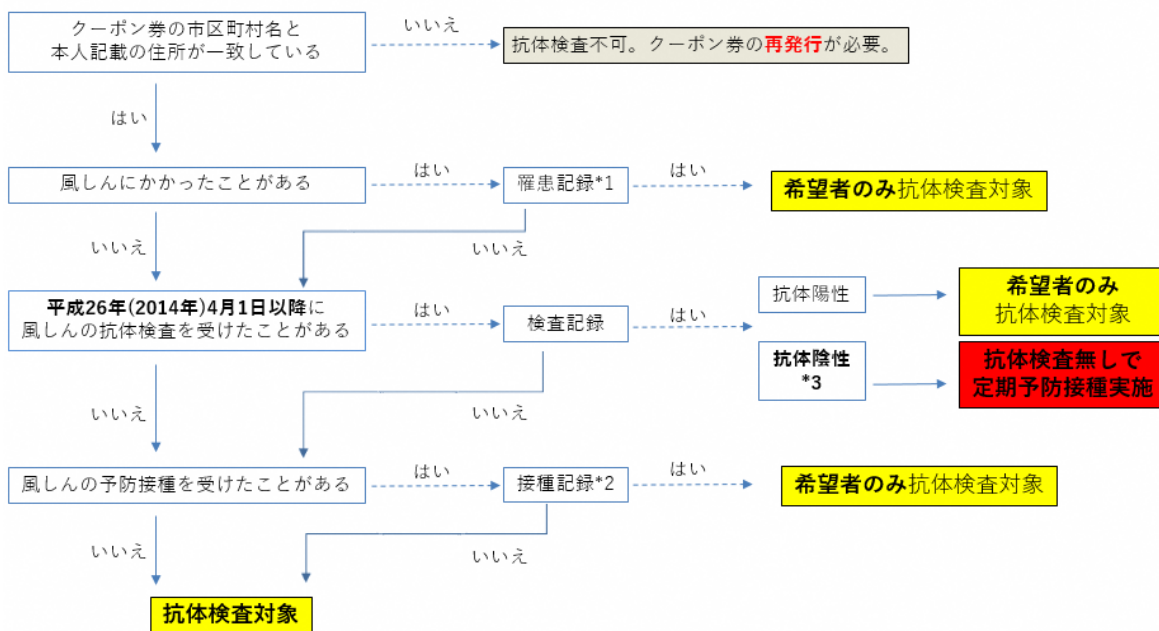 クーポン券の市区町村名と
本人記載の住所が一致している
いいえ
抗体検査不可。クーポン券の再発行が必要。
はい
風しんにかかったことがある
はい
罹患記録*1
はい
希望者のみ抗体検査対象
いいえ
いいえ
平成26年(2014年)4月1日以降に
風しんの抗体検査を受けたことがある
はい
検査記録
はい
抗体陽性
希望者のみ
抗体検査対象
抗体陰性
*3
抗体検査無しで
定期予防接種実施
いいえ
いいえ
風しんの予防接種を受けたことがある
はい
接種記録*2
はい
希望者のみ抗体検査対象
いいえ
いいえ
抗体検査対象